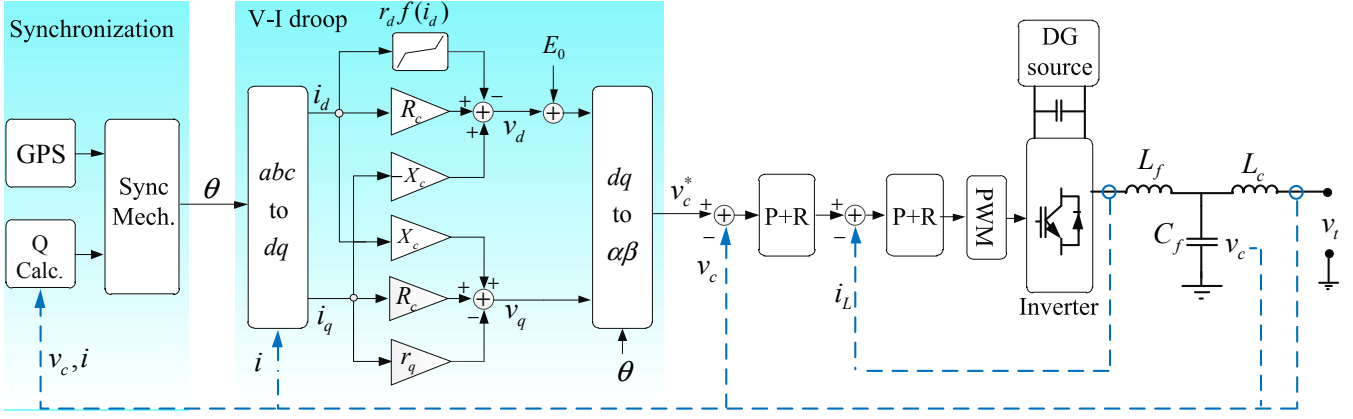 Synchronization
V-I droop
r_d f(i_d)
E_0
DG
source
i_d
R_c
+
−
+
+
v_d
+
GPS
Sync
Mech.
θ
abc
to
dq
−X_c
dq
to
αβ
v_c^*
+
+
−
P+R
+
+
−
P+R
PWM
L_f
L_c
Q
Calc.
X_c
C_f
v_c
v_t
v_c
i_L
Inverter
i_q
R_c
+
+
+
−
v_q
r_q
v_c, i
i
θ